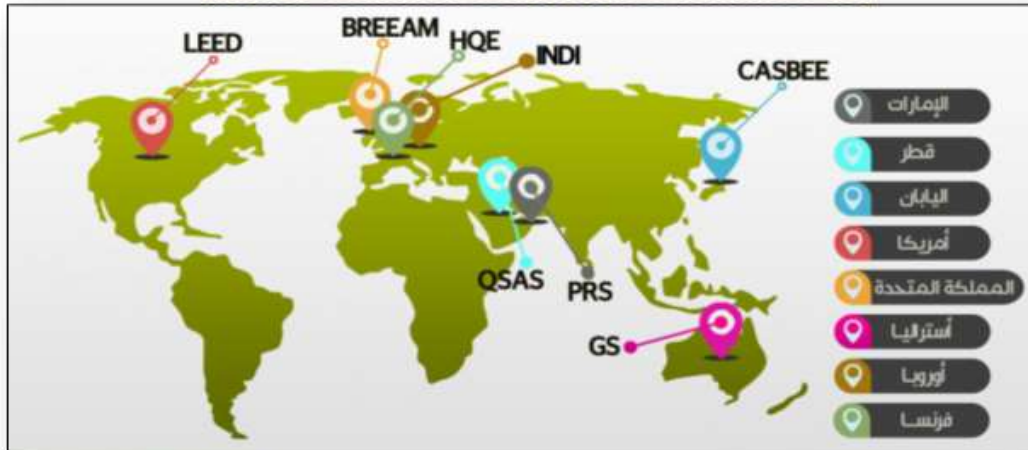 LEED
BREEAM
HQE
INDI
CASBEE
QSAS
PRS
GS
الإمارات
قطر
اليابان
أمريكا
المملكة المتحدة
أستراليا
أوروبا
فرنسا